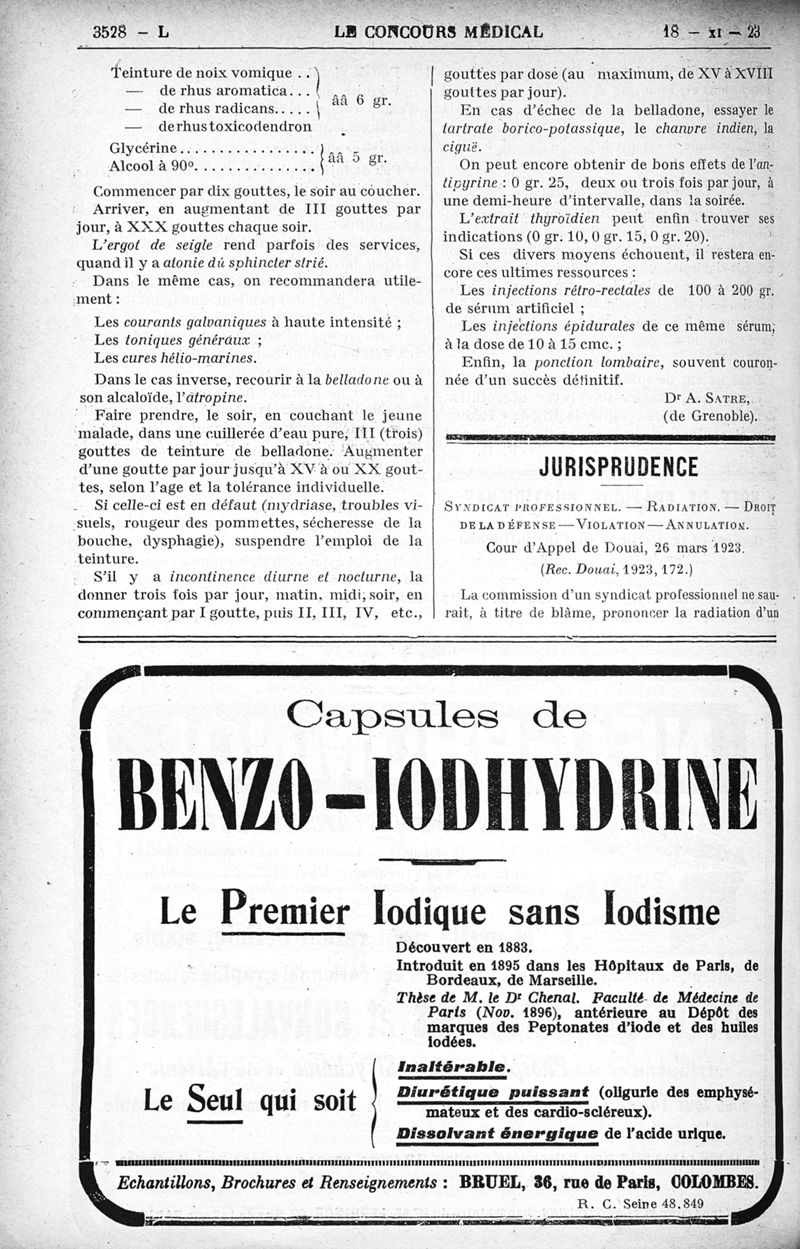 3528 – L
LE CONCOURS MÉDICAL
18 – XI – 23
Teinture de noix vomique ..
— de rhus aromatica...
— de rhus radicans.....
— de rhus toxicodendron
ââ 6 gr.
Glycérine.................
Alcool à 90°...............
ââ 5 gr.
Commencer par dix gouttes, le soir au coucher.
Arriver, en augmentant de III gouttes par
jour, à XXX gouttes chaque soir.
L'ergot de seigle rend parfois des services,
quand il y a atonie du sphincter strié.
Dans le même cas, on recommandera utile-
ment :
Les courants galvaniques à haute intensité ;
Les toniques généraux ;
Les cures hélio-marines.
Dans le cas inverse, recourir à la belladone ou à
son alcaloïde, l'atropine.
Faire prendre, le soir, en couchant le jeune
malade, dans une cuillerée d'eau pure, III (trois)
gouttes de teinture de belladone. Augmenter
d'une goutte par jour jusqu'à XV à ou XX gout-
tes, selon l'age et la tolérance individuelle.
Si celle-ci est en défaut (mydriase, troubles vi-
suels, rougeur des pommettes, sécheresse de la
bouche, dysphagie), suspendre l'emploi de la
teinture.
S'il y a incontinence diurne et nocturne, la
donner trois fois par jour, matin, midi, soir, en
commençant par I goutte, puis II, III, IV, etc.,
gouttes par dose (au maximum, de XV à XVIII
gouttes par jour).
En cas d'échec de la belladone, essayer le
tartrate borico-potassique, le chanvre indien, la
ciguë.
On peut encore obtenir de bons effets de l'an-
tipyrine : 0 gr. 25, deux ou trois fois par jour, à
une demi-heure d'intervalle, dans la soirée.
L'extrait thyroïdien peut enfin trouver ses
indications (0 gr. 10, 0 gr. 15, 0 gr. 20).
Si ces divers moyens échouent, il restera en-
core ces ultimes ressources :
Les injections rétro-rectales de 100 à 200 gr.
de sérum artificiel ;
Les injections épidurales de ce même sérum,
à la dose de 10 à 15 cmc. ;
Enfin, la ponction lombaire, souvent couron-
née d'un succès définitif.
Dr A. SATRE,
(de Grenoble).
JURISPRUDENCE
SYNDICAT PROFESSIONNEL. — RADIATION. — DROIT
DE LA DÉFENSE — VIOLATION — ANNULATION.
Cour d'Appel de Douai, 26 mars 1923.
(Rec. Douai, 1923, 172.)
La commission d'un syndicat professionnel ne sau-
rait, à titre de blâme, prononcer la radiation d'un
Capsules de
BENZO-IODHYDRINE
Le Premier Iodique sans Iodisme
Découvert en 1883.
Introduit en 1895 dans les Hôpitaux de Paris, de
Bordeaux, de Marseille.
Thèse de M. le Dr Chenal. Faculté de Médecine de
Paris (Nov. 1896), antérieure au Dépôt des
marques des Peptonates d'iode et des huiles
iodées.
Le Seul qui soit
Inaltérable.
Diurétique puissant (oligurie des emphysé-
mateux et des cardio-scléreux).
Dissolvant énergique de l'acide urique.
Echantillons, Brochures et Renseignements : BRUEL, 36, rue de Paris, COLOMBES.
R. C. Seine 48.849